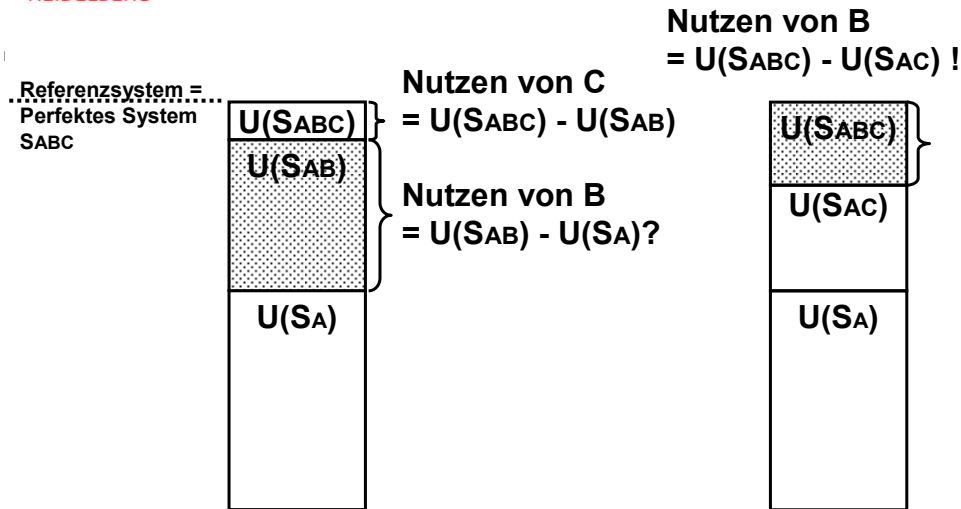 Nutzen von B
= U(SABC) - U(SAC) !
Referenzsystem =
Perfektes System
SABC
Nutzen von C
= U(SABC) - U(SAB)
Nutzen von B
= U(SAB) - U(SA)?
U(SABC)
U(SAB)
U(SA)
U(SABC)
U(SAC)
U(SA)